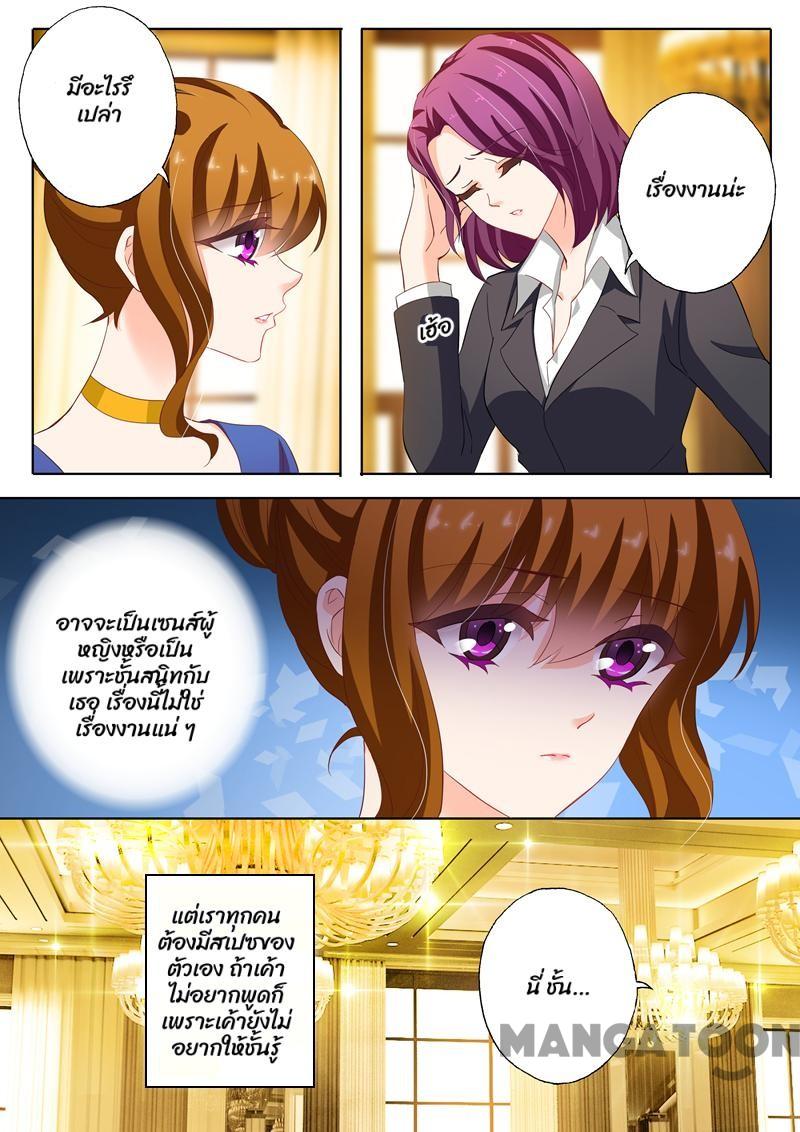 มีอะไรรึ
เปล่า
เรื่องงานน่ะ
เฮ้อ
อาจจะเป็นเซนส์ผู้
หญิงหรือเป็น
เพราะชั้นสนิทกับ
เธอ เรื่องนี้ไม่ใช่
เรื่องงานแน่ ๆ
แต่เราทุกคน
ต้องมีสเปซของ
ตัวเอง ถ้าเค้า
ไม่อยากพูดก็
เพราะเค้ายังไม่
อยากให้ชั้นรู้
นี่ ชั้น...
MANGATOON